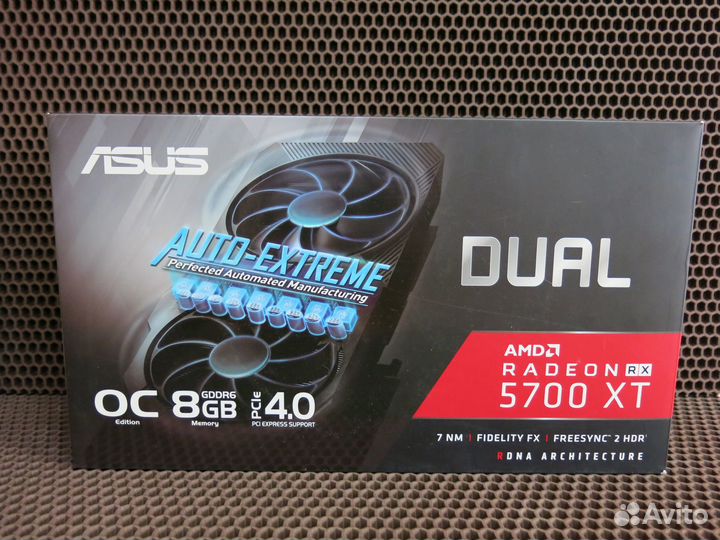 ASUS
AUTO-EXTREME
Perfected Automated Manufacturing
DUAL
AMD
RADEON RX
5700 XT
OC
Edition
8GB
GDDR6
Memory
PCIe 4.0
PCI EXPRESS SUPPORT
7 NM | FIDELITY FX | FREESYNC™ 2 HDR
RDNA ARCHITECTURE
Avito